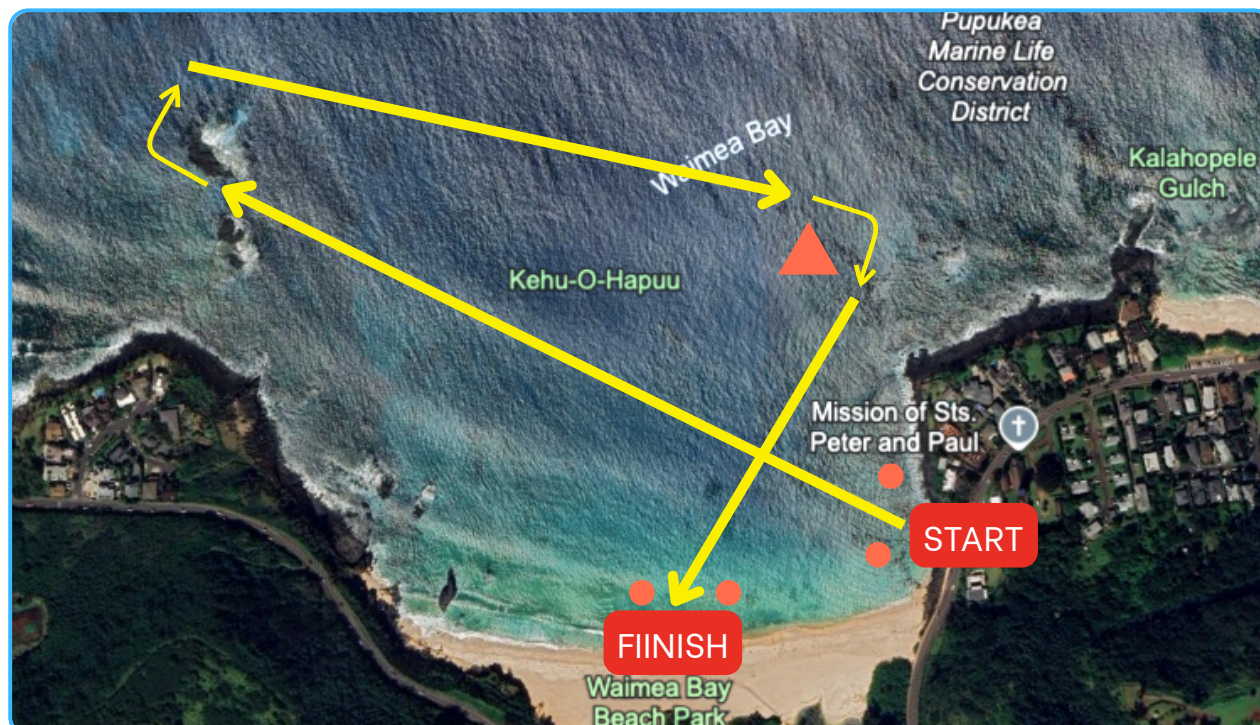 Pupukea
Marine Life
Conservation
District
Waimea Bay
Kalahopele
Gulch
Kehu-O-Hapuu
Mission of Sts.
Peter and Paul
START
FIINISH
Waimea Bay
Beach Park